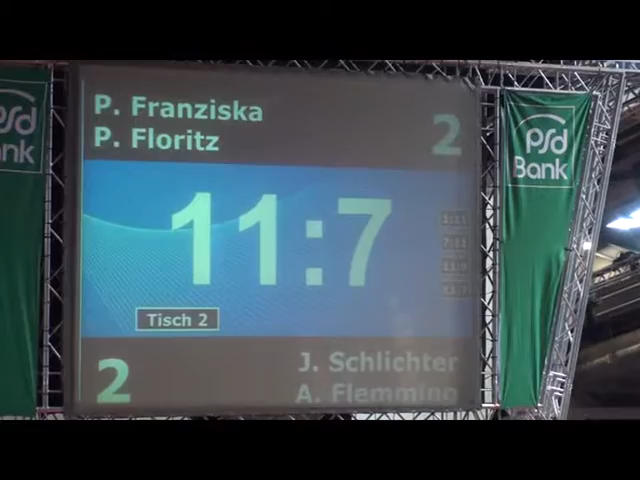 psd
Bank
P. Franziska
P. Floritz
2
11:7
Tisch 2
2
J. Schlichter
A. Flemming
psd
Bank